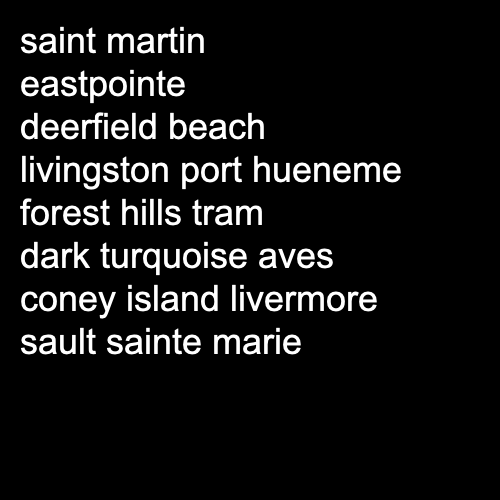 saint martin
eastpointe
deerfield beach
livingston port hueneme
forest hills tram
dark turquoise aves
coney island livermore
sault sainte marie